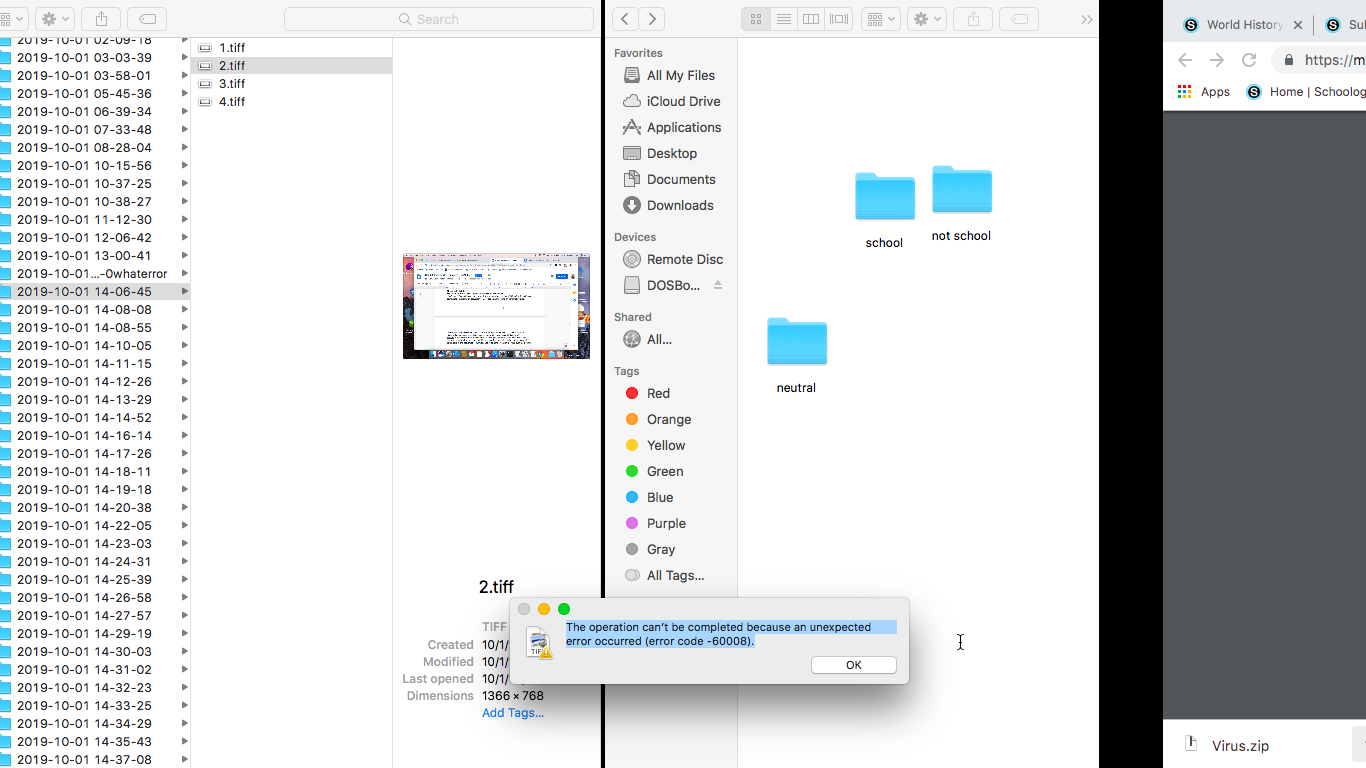 Search
2019-10-01 02-09-18
2019-10-01 03-03-39
2019-10-01 03-58-01
2019-10-01 05-45-36
2019-10-01 06-39-34
2019-10-01 07-33-48
2019-10-01 08-28-04
2019-10-01 10-15-56
2019-10-01 10-37-25
2019-10-01 10-38-27
2019-10-01 11-12-30
2019-10-01 12-06-42
2019-10-01 13-00-41
2019-10-01...-0whaterror
2019-10-01 14-06-45
2019-10-01 14-08-08
2019-10-01 14-08-55
2019-10-01 14-10-05
2019-10-01 14-11-15
2019-10-01 14-12-26
2019-10-01 14-13-29
2019-10-01 14-14-52
2019-10-01 14-16-14
2019-10-01 14-17-26
2019-10-01 14-18-11
2019-10-01 14-19-18
2019-10-01 14-20-38
2019-10-01 14-22-05
2019-10-01 14-23-03
2019-10-01 14-24-31
2019-10-01 14-25-39
2019-10-01 14-26-58
2019-10-01 14-27-57
2019-10-01 14-29-19
2019-10-01 14-30-03
2019-10-01 14-31-02
2019-10-01 14-32-23
2019-10-01 14-33-25
2019-10-01 14-34-29
2019-10-01 14-35-43
2019-10-01 14-37-08
1.tiff
2.tiff
3.tiff
4.tiff
2.tiff
TIFF
Created 10/1/
Modified 10/1/
Last opened 10/1/
Dimensions 1366 × 768
Add Tags...
Favorites
All My Files
iCloud Drive
Applications
Desktop
Documents
Downloads
Devices
Remote Disc
DOSBo...
Shared
All...
Tags
Red
Orange
Yellow
Green
Blue
Purple
Gray
All Tags...
school
not school
neutral
The operation can't be completed because an unexpected
error occurred (error code -60008).
TIFF
OK
World History
Sul
https://m
Apps
Home | Schoolog
Virus.zip